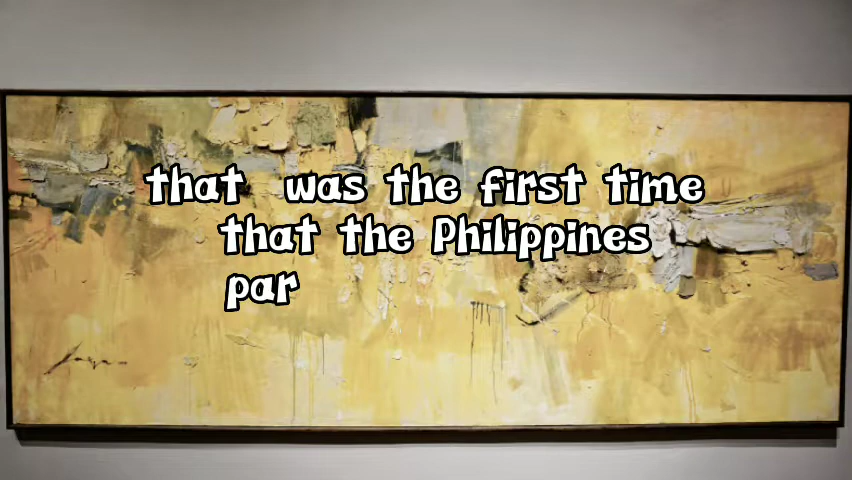 that was the first time
that the Philippines
par